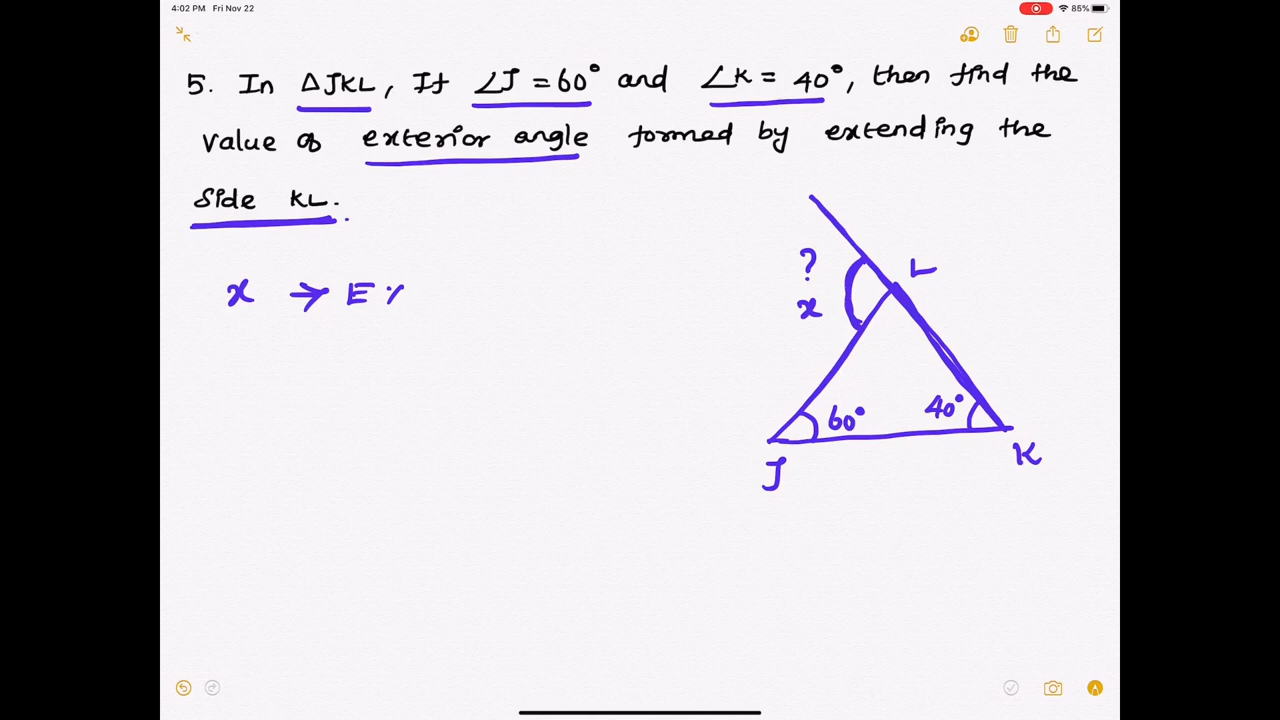 4:02 PM Fri Nov 22
85%
5. In ΔJKL, If ∠J = 60° and ∠K = 40°, then find the
value of exterior angle formed by extending the
side KL.
x → Ex
?
x
L
60°
40°
J
K